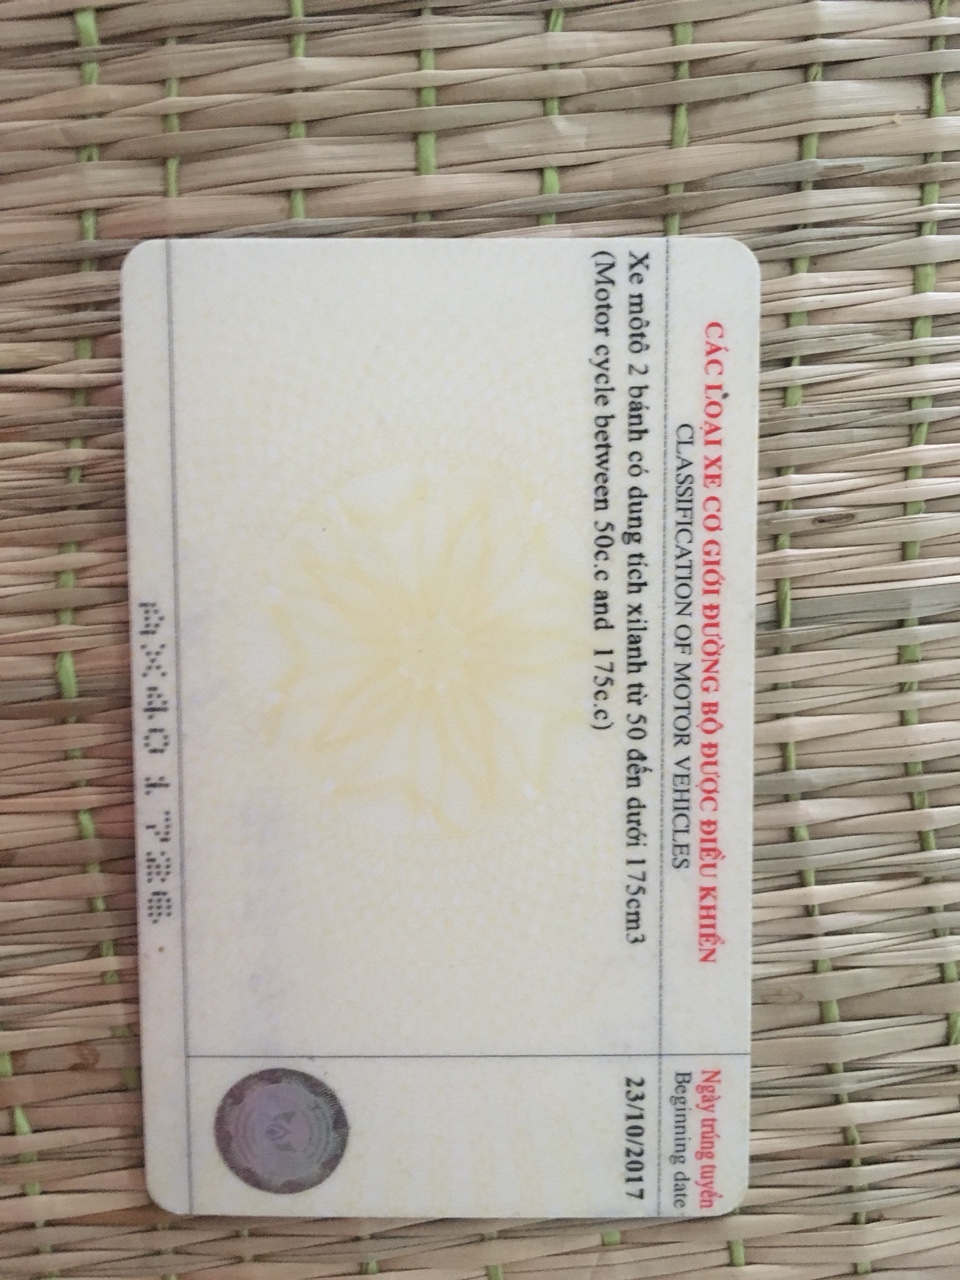 CÁC LOẠI XE CƠ GIỚI ĐƯỜNG BỘ ĐƯỢC ĐIỀU KHIỂN
CLASSIFICATION OF MOTOR VEHICLES
Ngày trúng tuyển
Beginning date
Xe môtô 2 bánh có dung tích xilanh từ 50 đến dưới 175cm3
(Motor cycle between 50c.c and 175c.c)
23/10/2017
AX401726